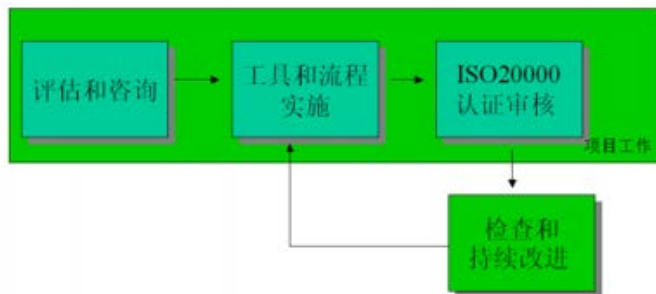 评估和咨询
工具和流程
实施
ISO20000
认证审核
项目工作
检查和
持续改进